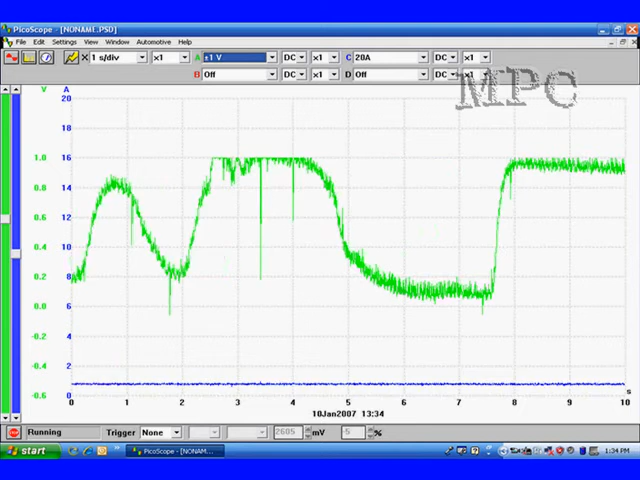 PicoScope - [NONAME.PSD]
File Edit Settings View Windows Automotive Help
1 s/div x1 A ±1 V DC x1 C 20A DC x1
B Off DC x1 D Off DC x1
MPC
V A
20
18
1.0 16
0.8 14
0.6 12
0.4 10
0.2 8
0.0 6
-0.2 4
-0.4 2
-0.6 0
0 1 2 3 4 5 6 7 8 9 10
s
10Jan2007 13:34
Running Trigger None 2605 mV -5 %
start PicoScope - [NONAM... 1:34 PM